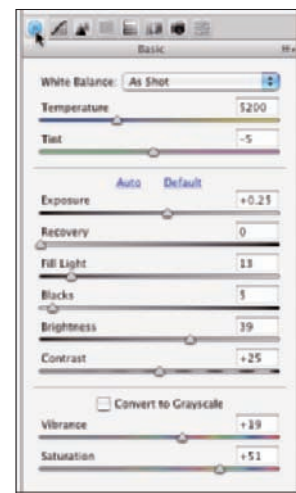 Basic
White Balance: As Shot
Temperature 5200
Tint -5
Auto Default
Exposure +0.25
Recovery 0
Fill Light 13
Blacks 5
Brightness 39
Contrast +25
Convert to Grayscale
Vibrance +19
Saturation +51